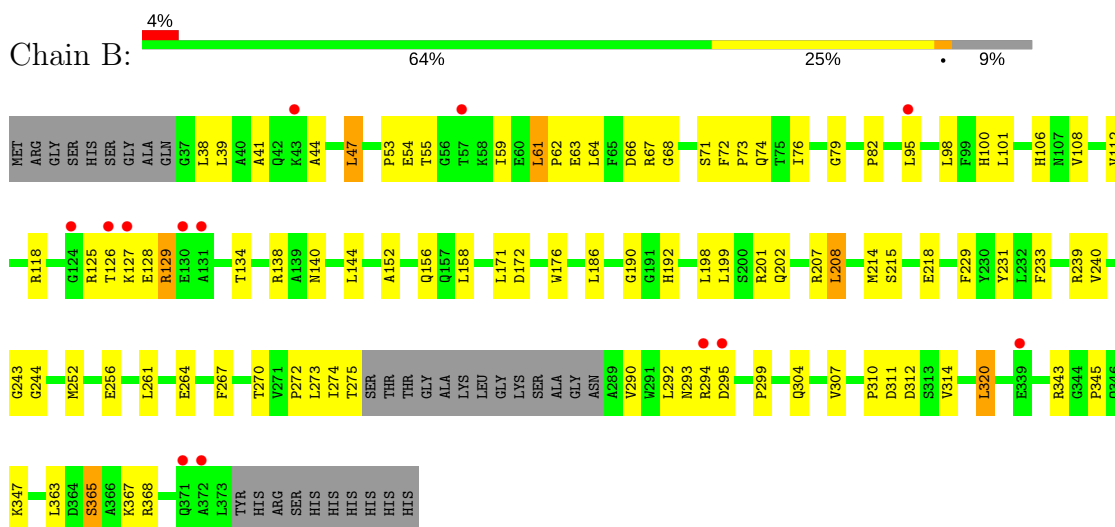 4%
Chain B:
64% 25% • 9%
MET ARG GLY SER HIS SER GLY ALA GLN G37 L38 L39 A40 A41 Q42 K43 A44 L47 P53 E54 T55 G56 T57 K58 I59 E60 L61 P62 E63 L64 F65 D66 R67 G68 S71 F72 P73 Q74 T75 I76 G79 P82 L95 L98 F99 H100 L101 H106 N107 V108 V112
R118 G124 R125 T126 K127 E128 R129 E130 A131 T134 R138 A139 N140 L144 A152 Q156 Q157 L158 L171 D172 W176 L186 G190 G191 H192 L198 L199 S200 R201 Q202 R207 L208 M214 S215 E218 F229 Y230 Y231 L232 F233 R239 V240
G243 G244 M252 E256 L261 E264 F267 T270 V271 P272 L273 I274 T275 SER THR THR GLY ALA LYS LEU GLY LYS SER ALA GLY ASN A289 V290 W291 L292 N293 R294 D295 P299 Q304 V307 P310 D311 D312 S313 V314 L320 E339 R343 G344 P345
K347 L363 D364 S365 A366 K367 R368 Q371 A372 L373 TYR HIS ARG SER HIS HIS HIS HIS HIS HIS